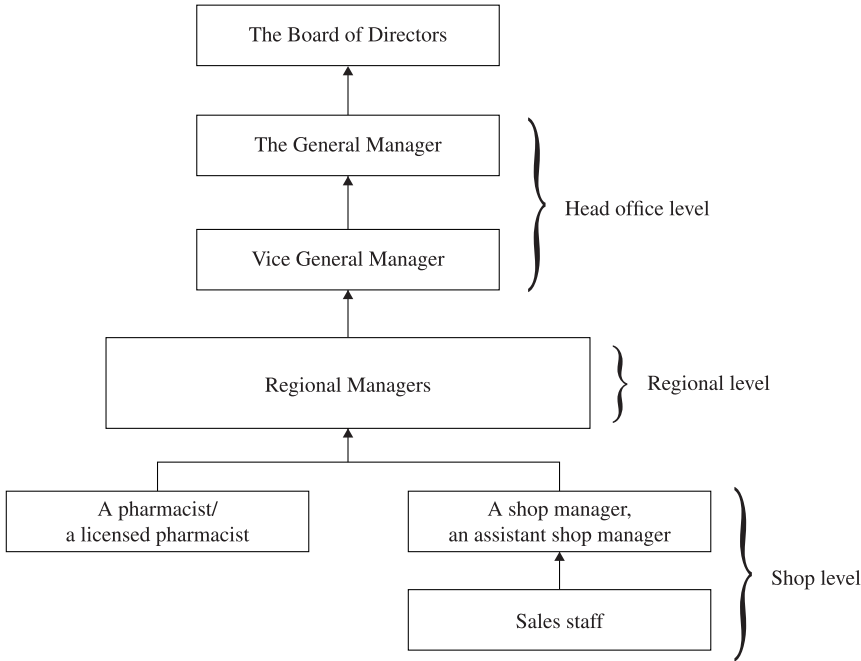 The Board of Directors
The General Manager
Head office level
Vice General Manager
Regional Managers
Regional level
A pharmacist/
a licensed pharmacist
A shop manager,
an assistant shop manager
Shop level
Sales staff